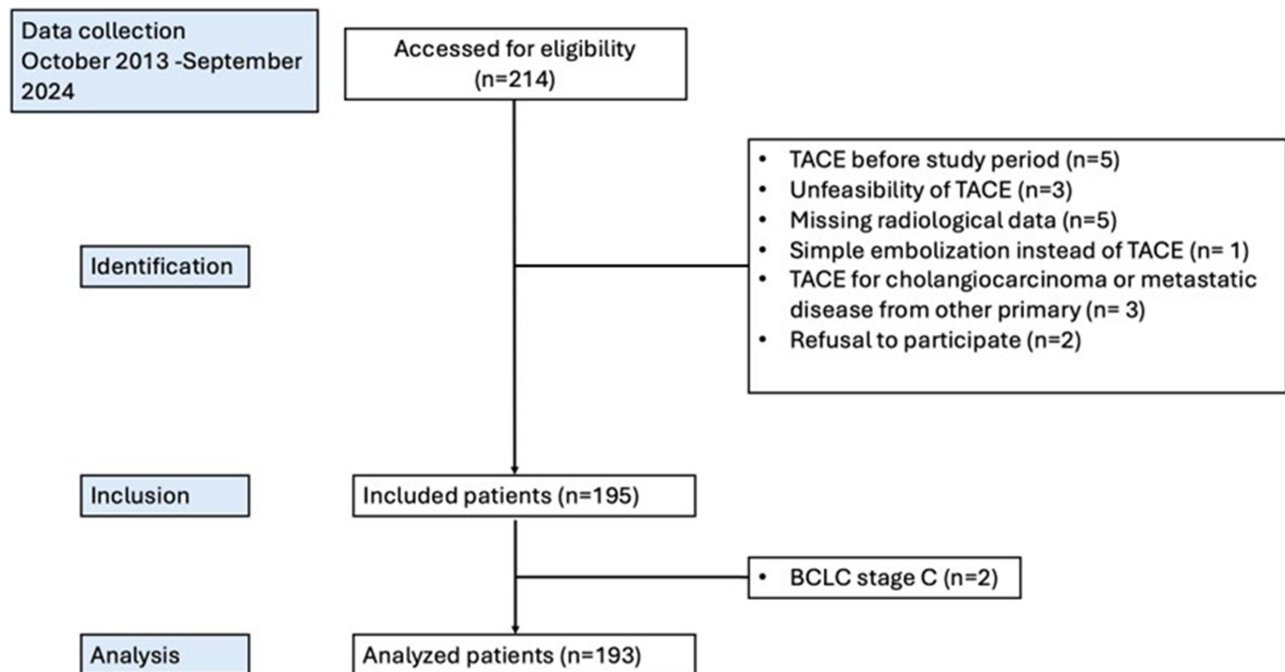 Data collection
October 2013 -September
2024
Accessed for eligibility
(n=214)
• TACE before study period (n=5)
• Unfeasibility of TACE (n=3)
• Missing radiological data (n=5)
• Simple embolization instead of TACE (n= 1)
• TACE for cholangiocarcinoma or metastatic
disease from other primary (n= 3)
• Refusal to participate (n=2)
Identification
Inclusion
Included patients (n=195)
• BCLC stage C (n=2)
Analysis
Analyzed patients (n=193)